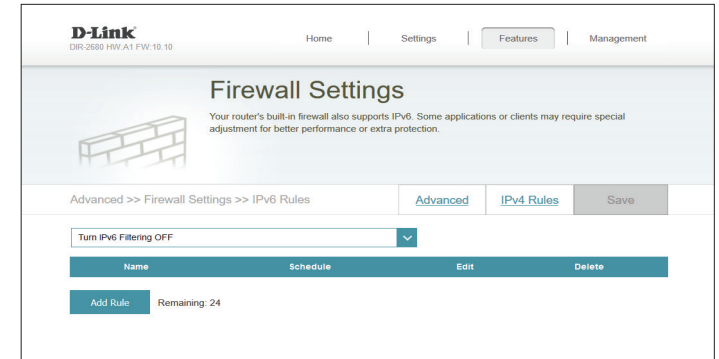 D-Link
DIR-2680 HW:A1 FW:10.10
Home | Settings | Features | Management
Firewall Settings
Your router's built-in firewall also supports IPv6. Some applications or clients may require special
adjustment for better performance or extra protection.
Advanced >> Firewall Settings >> IPv6 Rules
Advanced
IPv4 Rules
Save
Turn IPv6 Filtering OFF
Name Schedule Edit Delete
Add Rule Remaining: 24